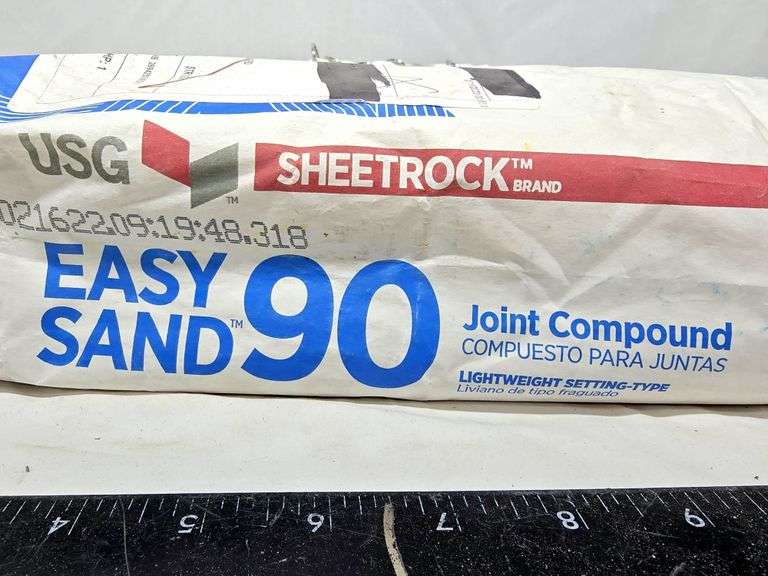 USG
SHEETROCK™ BRAND
™
021622.09:19:48.318
EASY
SAND™ 90
Joint Compound
COMPUESTO PARA JUNTAS
LIGHTWEIGHT SETTING-TYPE
Liviano de tipo fraguado
4 5 6 7 8 9